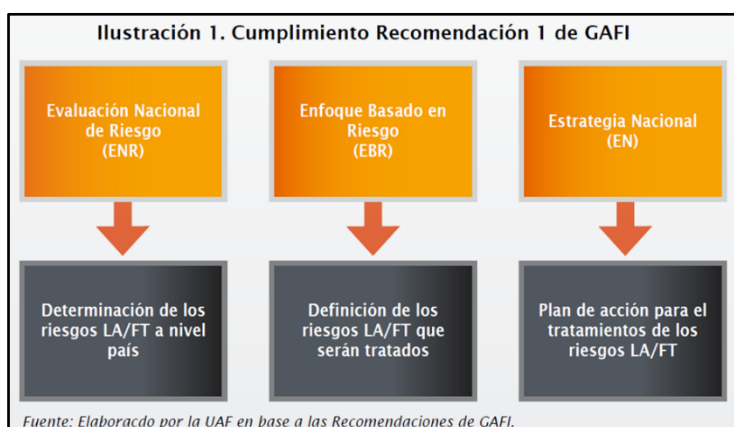 Ilustración 1. Cumplimiento Recomendación 1 de GAFI
Evaluación Nacional
de Riesgo
(ENR)
Enfoque Basado en
Riesgo
(EBR)
Estrategia Nacional
(EN)
Determinación de los
riesgos LA/FT a nivel
país
Definición de los
riesgos LA/FT que
serán tratados
Plan de acción para el
tratamientos de los
riesgos LA/FT
Fuente: Elaboracdo por la UAF en base a las Recomendaciones de GAFI.